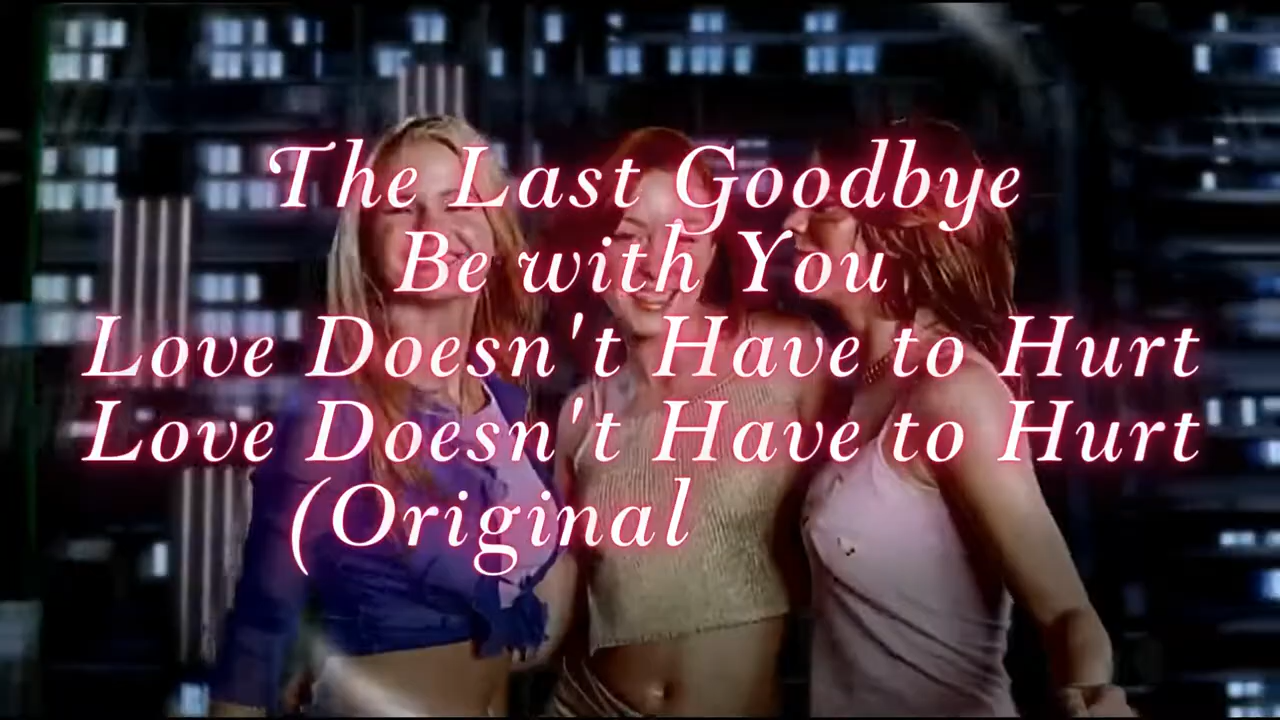 The Last Goodbye
Be with You
Love Doesn't Have to Hurt
Love Doesn't Have to Hurt
(Original